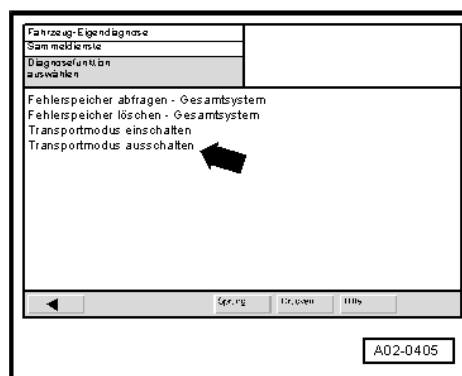 Fahrzeug-Eigendiagnose
Sammeldienste
Diagnosefunktion
auswählen
Fehlerspeicher abfragen - Gesamtsystem
Fehlerspeicher löschen - Gesamtsystem
Transportmodus einschalten
Transportmodus ausschalten
Sprung
Drucken
Hilfe
A02-0405